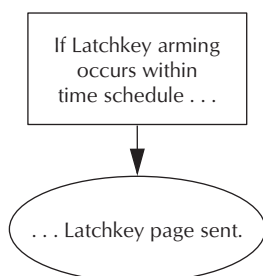 If Latchkey arming
occurs within
time schedule . . .
. . . Latchkey page sent.